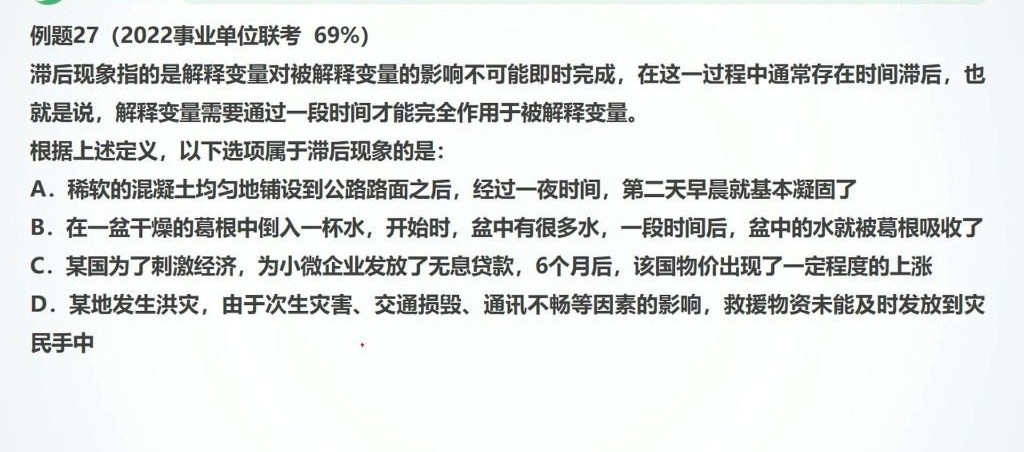 例题27（2022事业单位联考 69%）
滞后现象指的是解释变量对被解释变量的影响不可能即时完成，在这一过程中通常存在时间滞后，也
就是说，解释变量需要通过一段时间才能完全作用于被解释变量。
根据上述定义，以下选项属于滞后现象的是：
A．稀软的混凝土均匀地铺设到公路路面之后，经过一夜时间，第二天早晨就基本凝固了
B．在一盆干燥的葛根中倒入一杯水，开始时，盆中有很多水，一段时间后，盆中的水就被葛根吸收了
C．某国为了刺激经济，为小微企业发放了无息贷款，6个月后，该国物价出现了一定程度的上涨
D．某地发生洪灾，由于次生灾害、交通损毁、通讯不畅等因素的影响，救援物资未能及时发放到灾
民手中